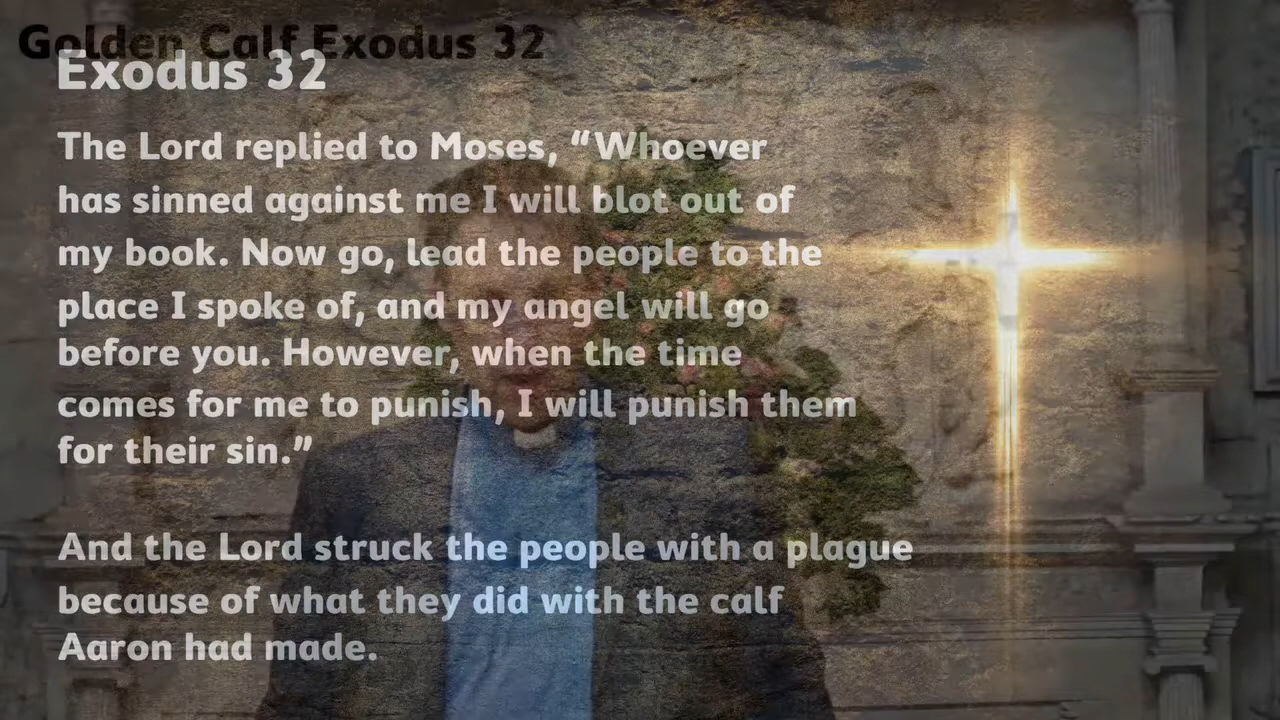 Golden Calf Exodus 32
Exodus 32
The Lord replied to Moses, “Whoever
has sinned against me I will blot out of
my book. Now go, lead the people to the
place I spoke of, and my angel will go
before you. However, when the time
comes for me to punish, I will punish them
for their sin.”
And the Lord struck the people with a plague
because of what they did with the calf
Aaron had made.